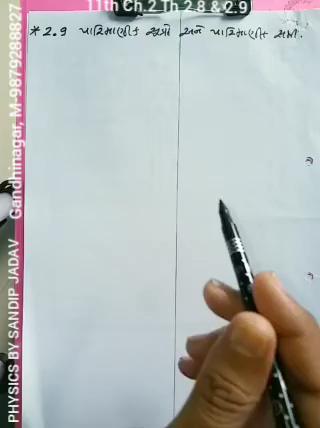 11th Ch.2 Th 2.8 & 2.9
* 2.9 પારિમાણીક સૂત્રો અને પારિમાણીક સમી.
PHYSICS BY SANDIP JADAV Gandhinagar, M-9879288827